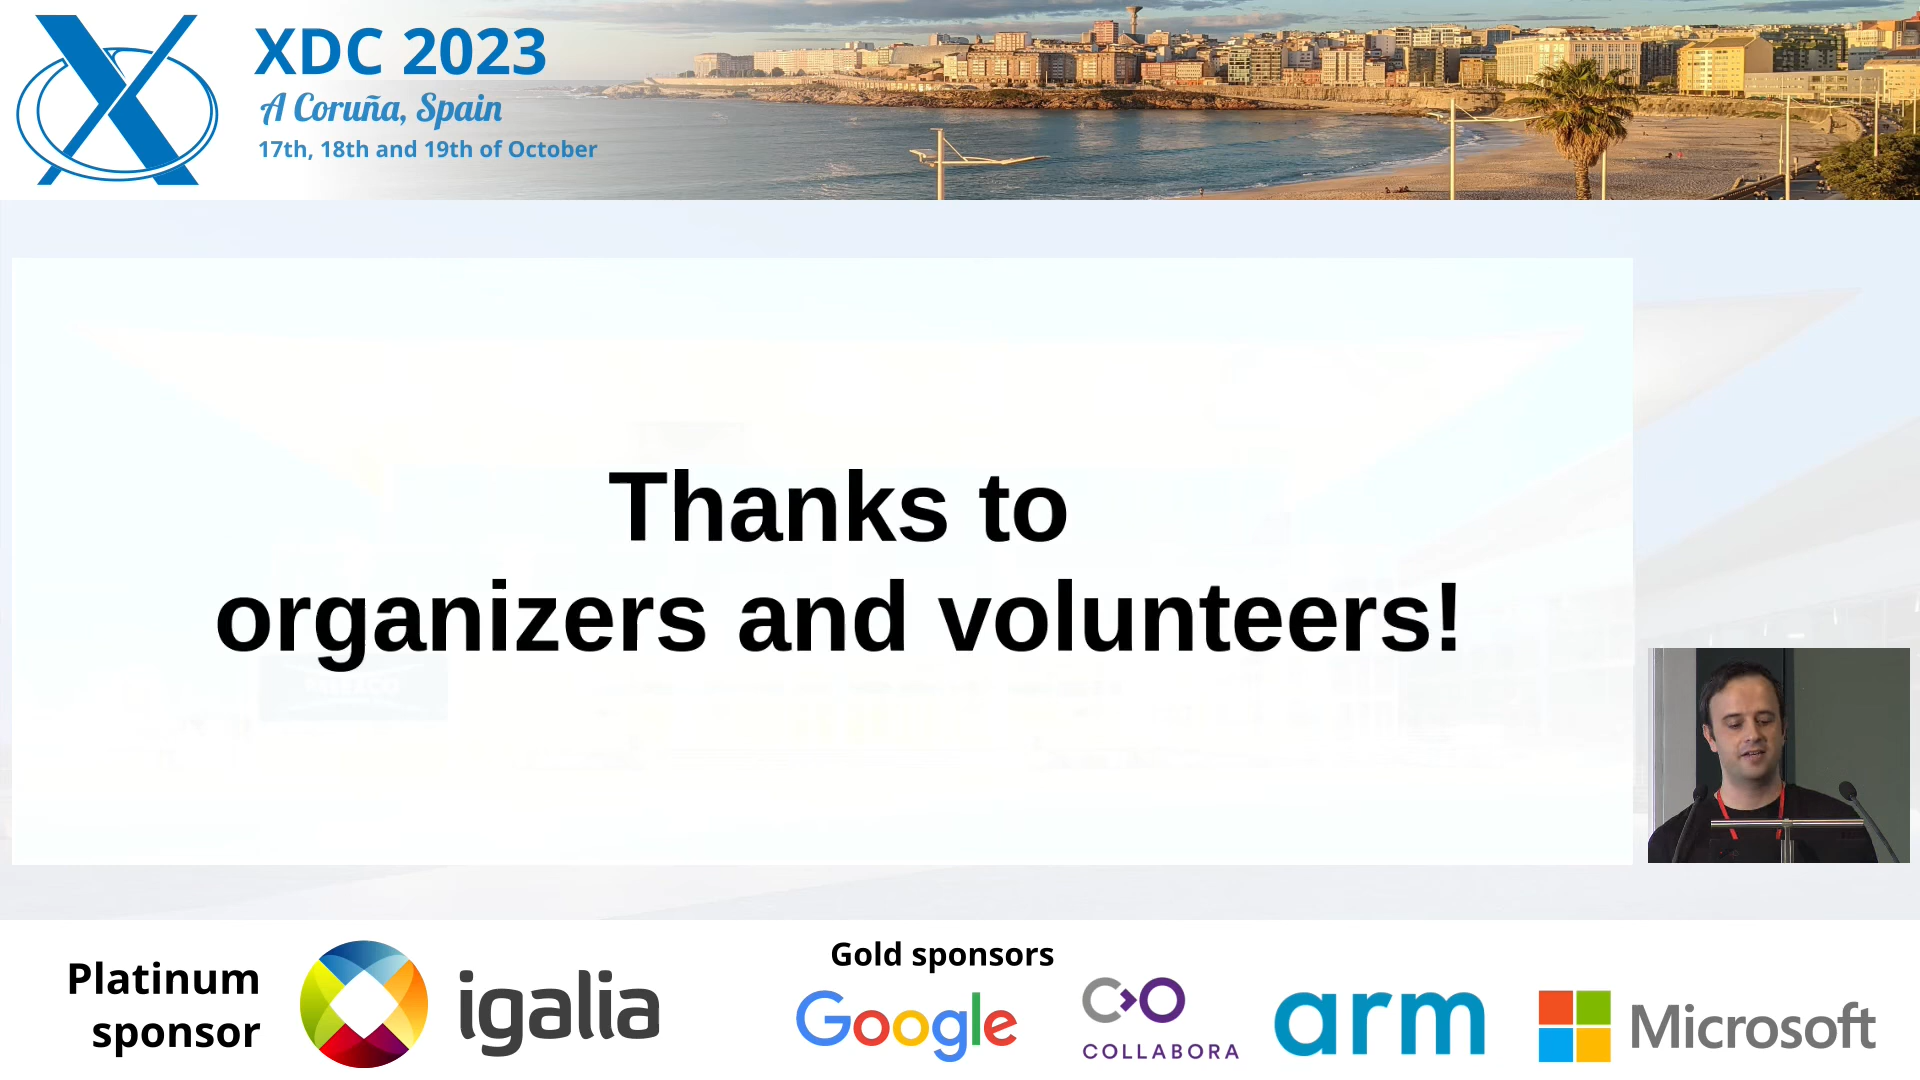 XDC 2023
A Coruña, Spain
17th, 18th and 19th of October
Thanks to
organizers and volunteers!
Platinum
sponsor
igalia
Gold sponsors
Google
COLLABORA
arm
Microsoft